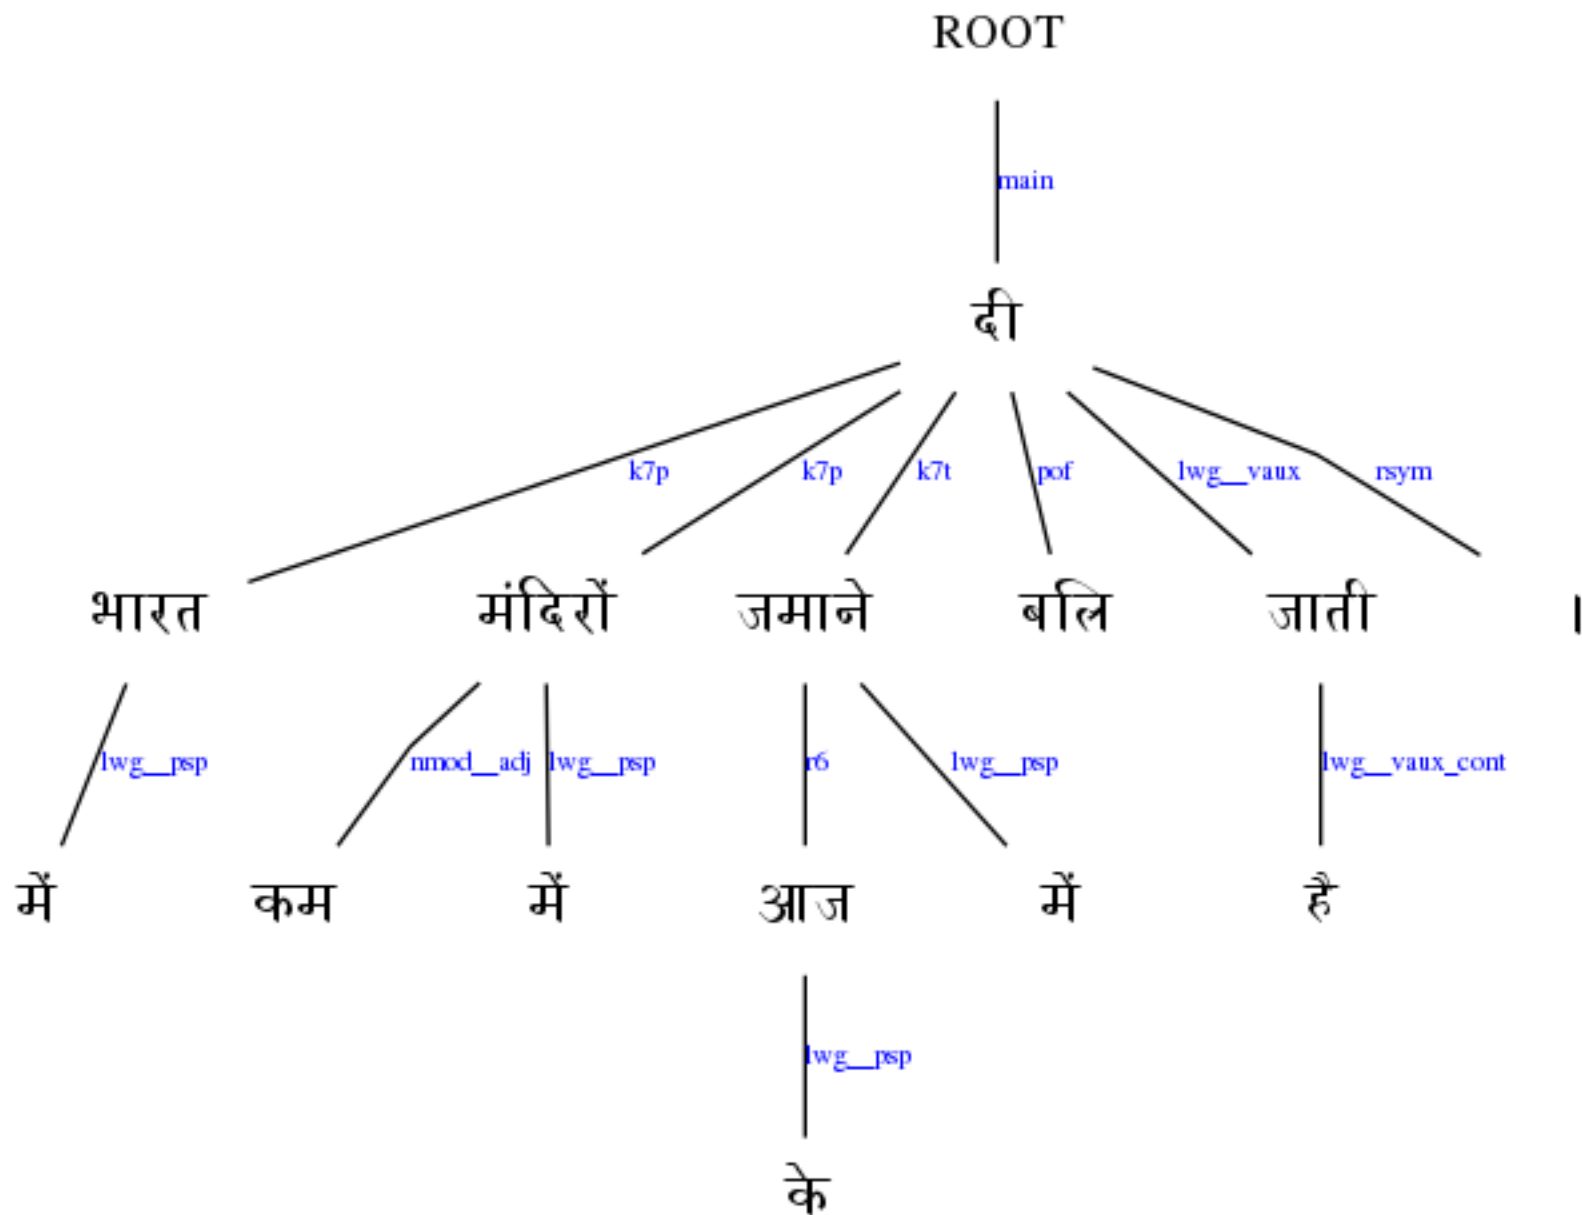 ROOT
main
दी
k7p k7p k7t pof lwg__vaux rsym
भारत मंदिरों जमाने बलि जाती ।
lwg__psp nmod__adj lwg__psp r6 lwg__psp lwg__vaux_cont
में कम में आज में है
lwg__psp
के